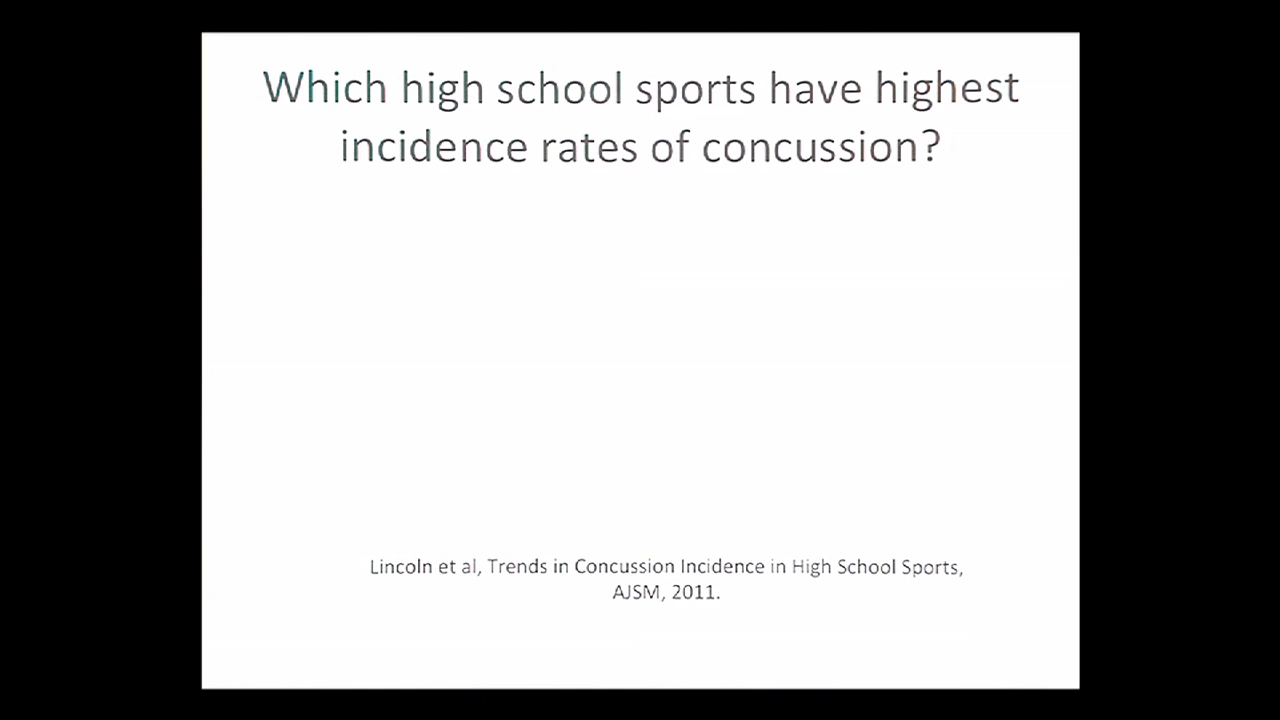 Which high school sports have highest
incidence rates of concussion?
Lincoln et al, Trends in Concussion Incidence in High School Sports,
AJSM, 2011.